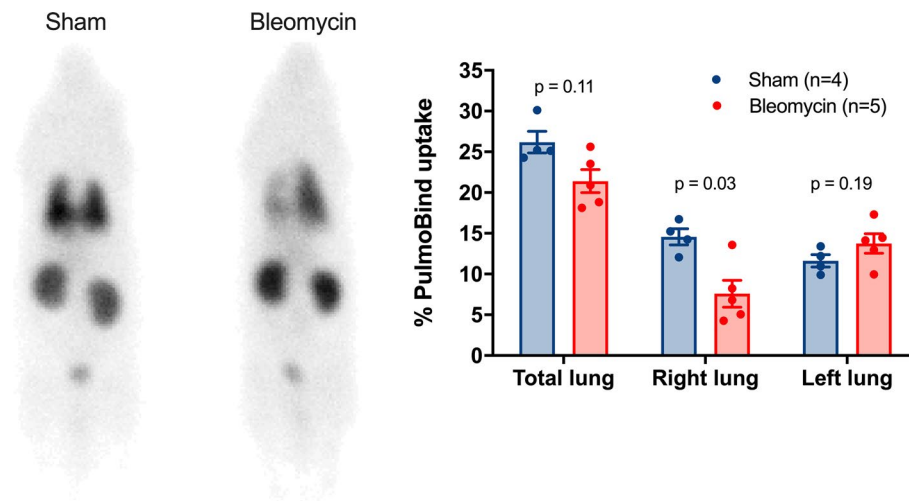 Sham
Bleomycin
% PulmoBind uptake
35
30
25
20
15
10
5
0
Sham (n=4)
Bleomycin (n=5)
p = 0.11
p = 0.03
p = 0.19
Total lung
Right lung
Left lung